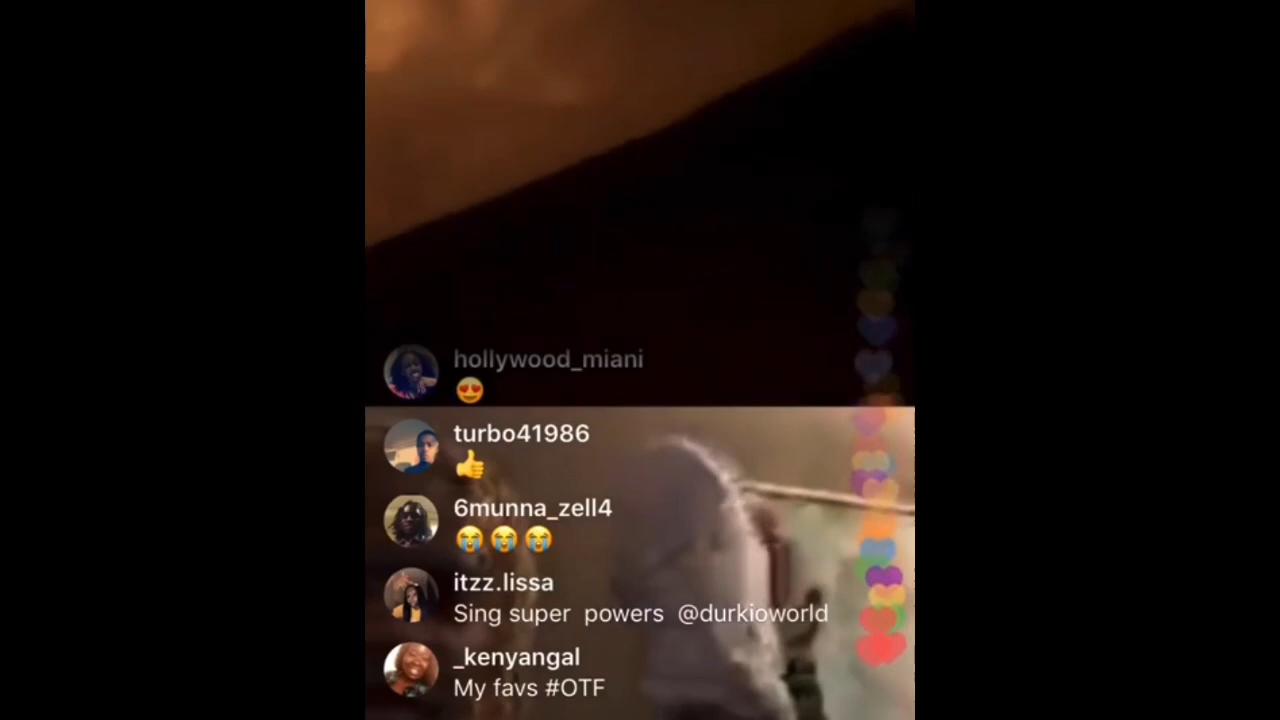 hollywood_miani
😍
turbo41986
👍
6munna_zell4
😭😭😭
itzz.lissa
Sing super powers @durkioworld
_kenyangal
My favs #OTF